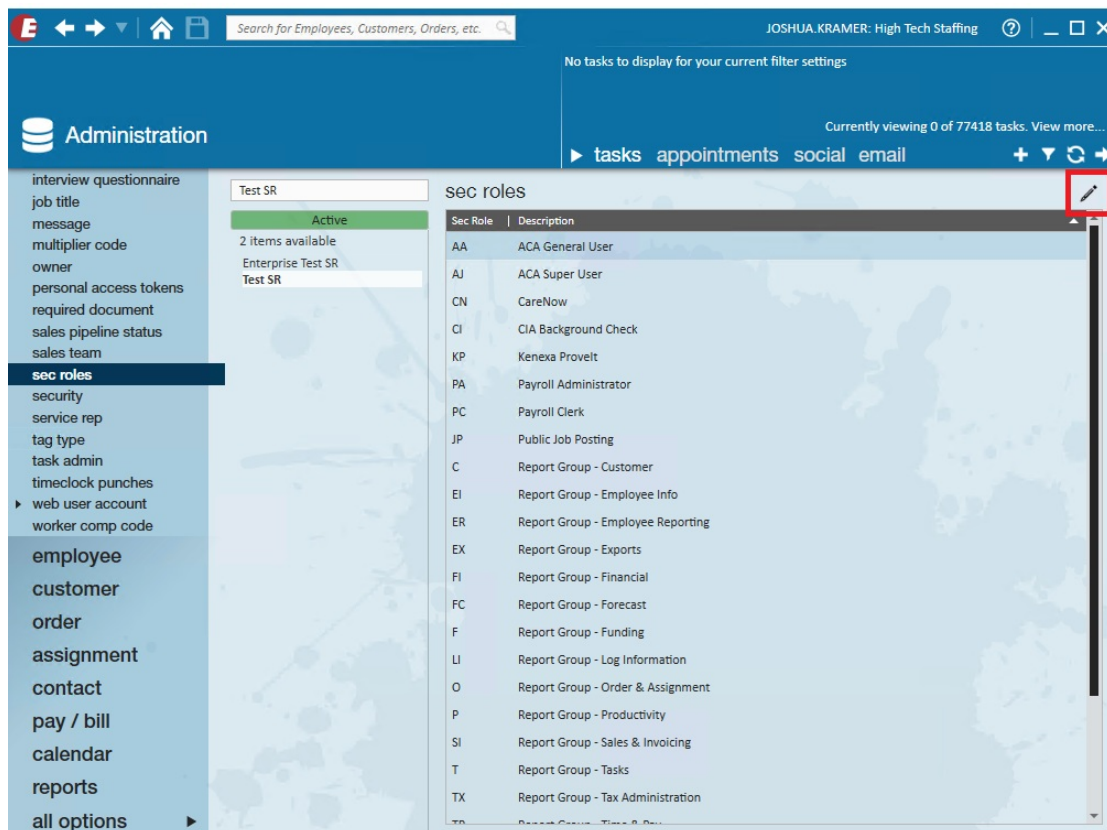 E
Search for Employees, Customers, Orders, etc.
JOSHUA.KRAMER: High Tech Staffing
?
No tasks to display for your current filter settings
Currently viewing 0 of 77418 tasks. View more...
Administration
tasks appointments social email
interview questionnaire
job title
message
multiplier code
owner
personal access tokens
required document
sales pipeline status
sales team
sec roles
security
service rep
tag type
task admin
timeclock punches
web user account
worker comp code
employee
customer
order
assignment
contact
pay / bill
calendar
reports
all options
Test SR
Active
2 items available
Enterprise Test SR
Test SR
sec roles
Sec Role | Description
AA ACA General User
AJ ACA Super User
CN CareNow
CI CIA Background Check
KP Kenexa ProveIt
PA Payroll Administrator
PC Payroll Clerk
JP Public Job Posting
C Report Group - Customer
EI Report Group - Employee Info
ER Report Group - Employee Reporting
EX Report Group - Exports
FI Report Group - Financial
FC Report Group - Forecast
F Report Group - Funding
LI Report Group - Log Information
O Report Group - Order & Assignment
P Report Group - Productivity
SI Report Group - Sales & Invoicing
T Report Group - Tasks
TX Report Group - Tax Administration
Report Group - Time & Pay